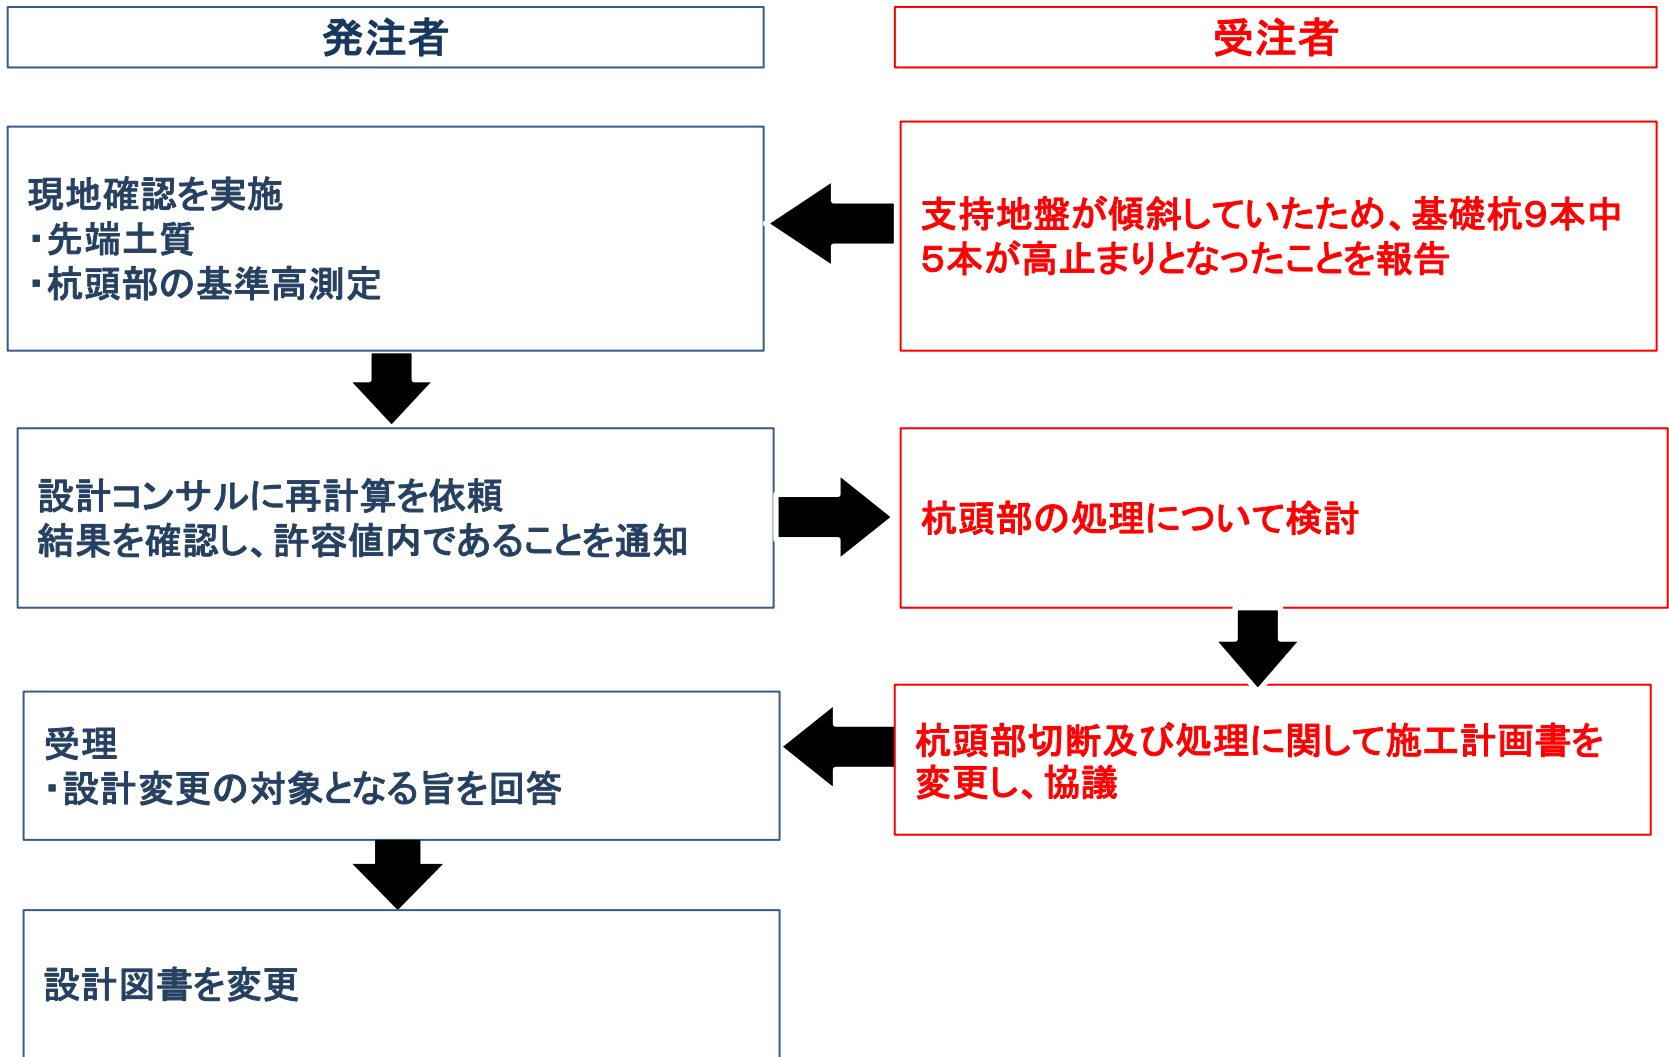 発注者
受注者
現地確認を実施
・先端土質
・杭頭部の基準高測定
支持地盤が傾斜していたため、基礎杭９本中
５本が高止まりとなったことを報告
設計コンサルに再計算を依頼
結果を確認し、許容値内であることを通知
杭頭部の処理について検討
杭頭部切断及び処理に関して施工計画書を
変更し、協議
受理
・設計変更の対象となる旨を回答
設計図書を変更